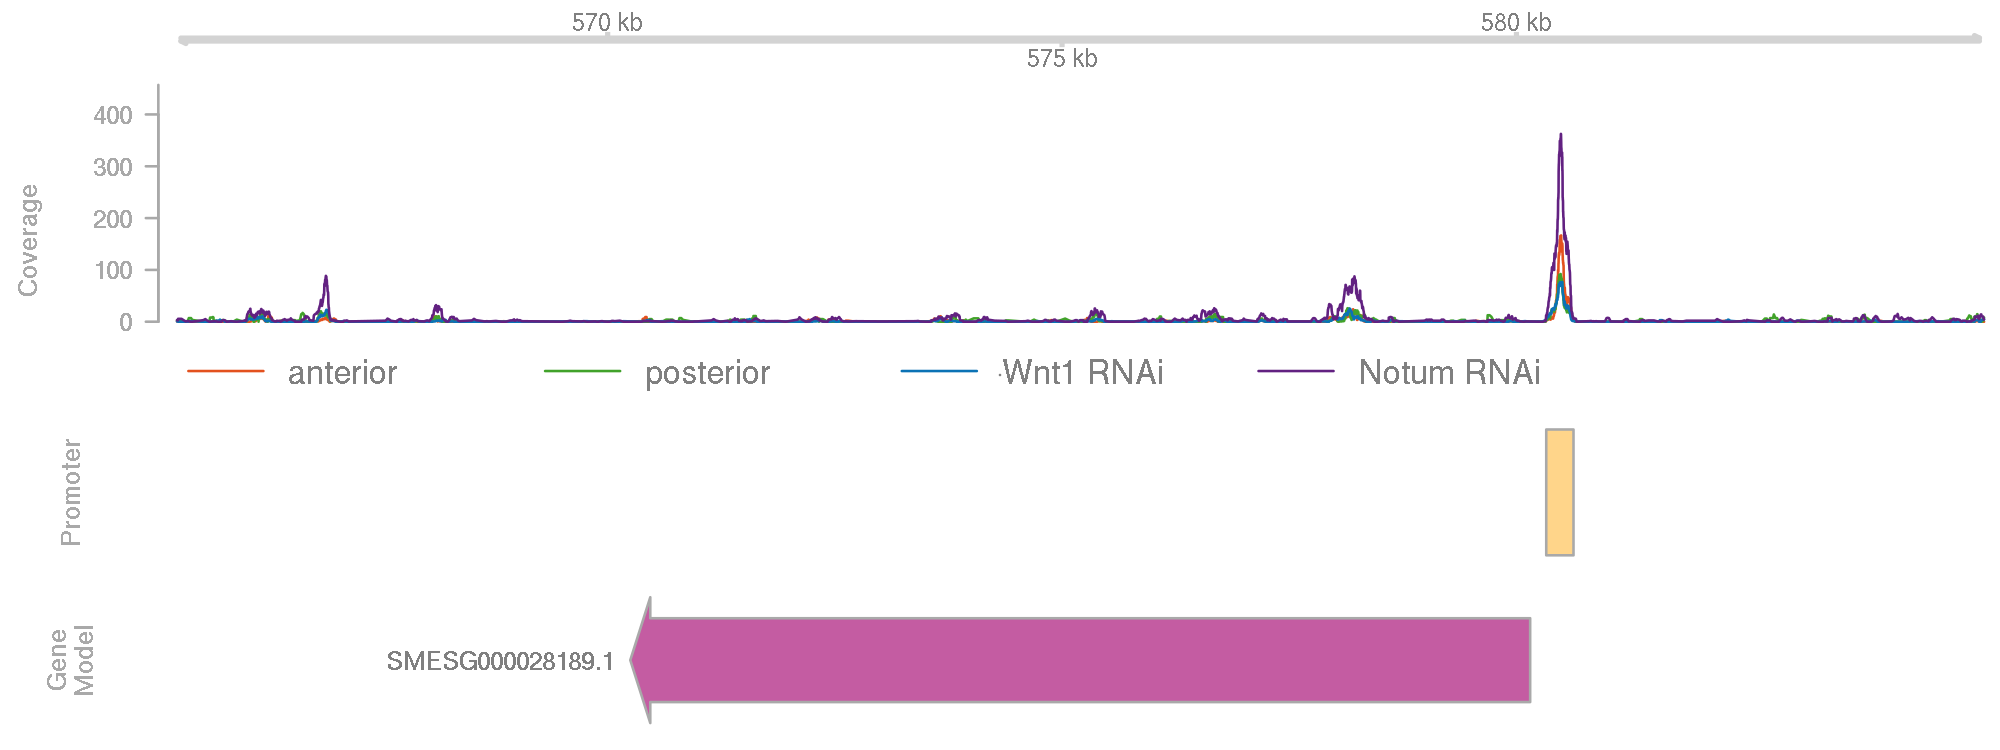 570 kb
580 kb
575 kb
Coverage
400
300
200
100
0
anterior
posterior
Wnt1 RNAi
Notum RNAi
Promoter
Gene
Model
SMESG000028189.1